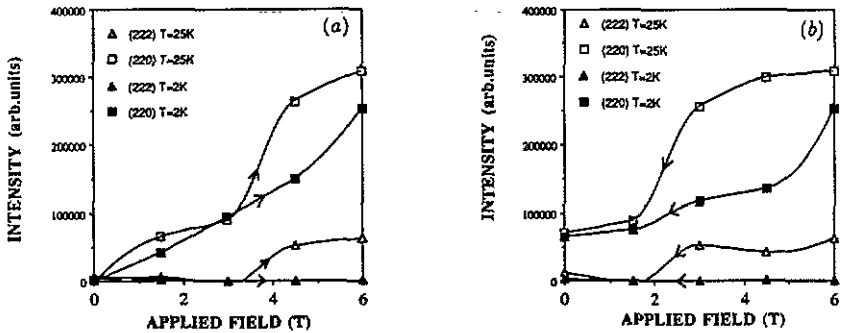 (a)
400000
300000
200000
100000
0
INTENSITY (arb.units)
(222) T=25K
(220) T=25K
(222) T=2K
(220) T=2K
0 2 4 6
APPLIED FIELD (T)
(b)
400000
300000
200000
100000
0
INTENSITY (arb.units)
(222) T=25K
(220) T=25K
(222) T=2K
(220) T=2K
0 2 4 6
APPLIED FIELD (T)